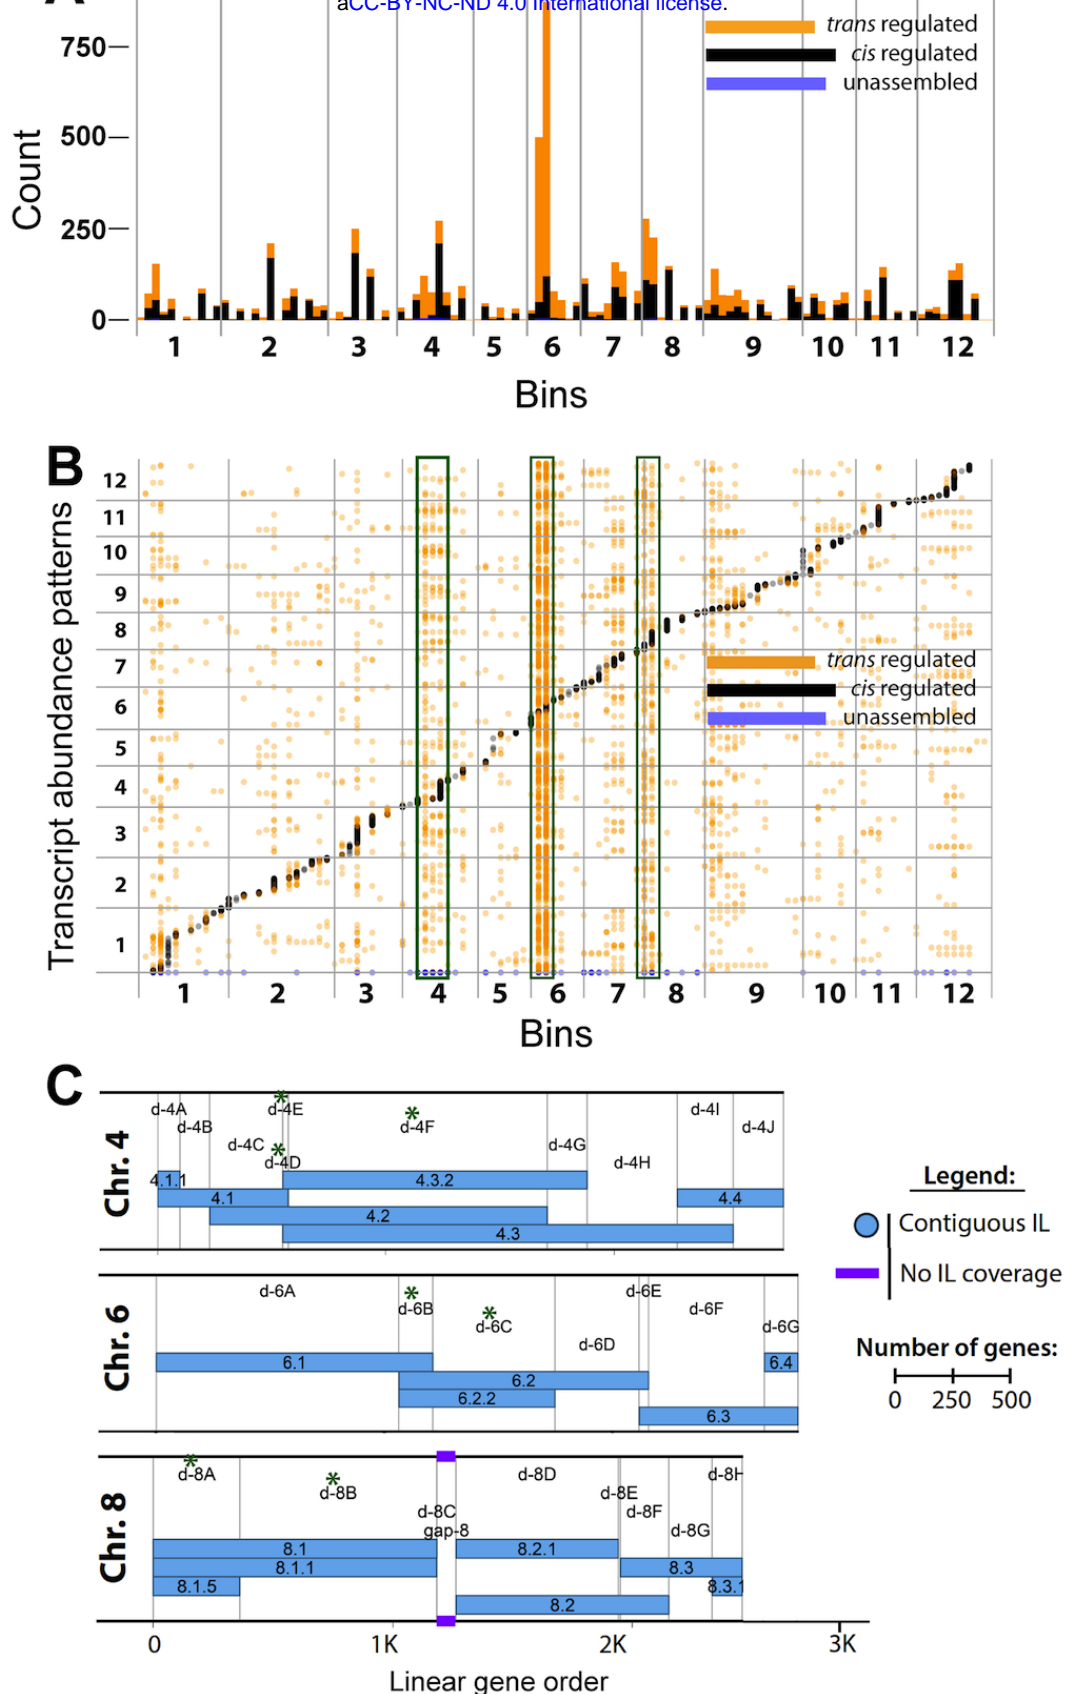 A
aCC-BY-NC-ND 4.0 International license.
trans regulated
cis regulated
unassembled
Count
750
500
250
0
1 2 3 4 5 6 7 8 9 10 11 12
Bins
B
Transcript abundance patterns
12
11
10
9
8
7
6
5
4
3
2
1
trans regulated
cis regulated
unassembled
1 2 3 4 5 6 7 8 9 10 11 12
Bins
C
Chr. 4
d-4A d-4E d-4I
d-4B d-4F d-4J
d-4C d-4G
d-4D d-4H
4.1.1 4.3.2
4.1 4.4
4.2
4.3
Chr. 6
d-6A d-6E
d-6B d-6F
d-6C d-6G
d-6D
6.1 6.4
6.2
6.2.2
6.3
Chr. 8
d-8A d-8D d-8H
d-8B d-8E
d-8C d-8F
gap-8 d-8G
8.1 8.2.1
8.1.1 8.3
8.1.5 8.3.1
8.2
0 1K 2K 3K
Linear gene order
Legend:
Contiguous IL
No IL coverage
Number of genes:
0 250 500